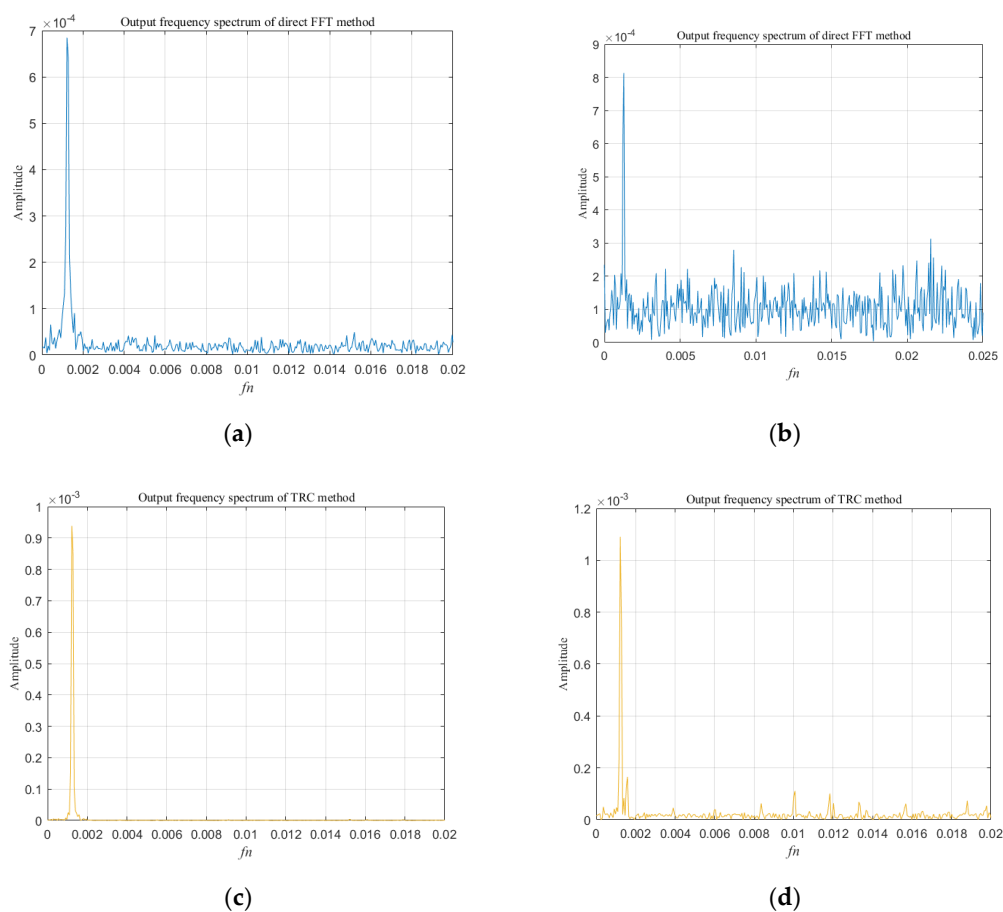 Output frequency spectrum of direct FFT method
×10⁻⁴
7
6
5
4
3
2
1
0
Amplitude
0 0.002 0.004 0.006 0.008 0.01 0.012 0.014 0.016 0.018 0.02
fn
(a)
Output frequency spectrum of direct FFT method
×10⁻⁴
9
8
7
6
5
4
3
2
1
0
Amplitude
0 0.005 0.01 0.015 0.02 0.025
fn
(b)
Output frequency spectrum of TRC method
×10⁻³
1
0.9
0.8
0.7
0.6
0.5
0.4
0.3
0.2
0.1
0
Amplitude
0 0.002 0.004 0.006 0.008 0.01 0.012 0.014 0.016 0.018 0.02
fn
(c)
Output frequency spectrum of TRC method
×10⁻³
1.2
1
0.8
0.6
0.4
0.2
0
Amplitude
0 0.002 0.004 0.006 0.008 0.01 0.012 0.014 0.016 0.018 0.02
fn
(d)